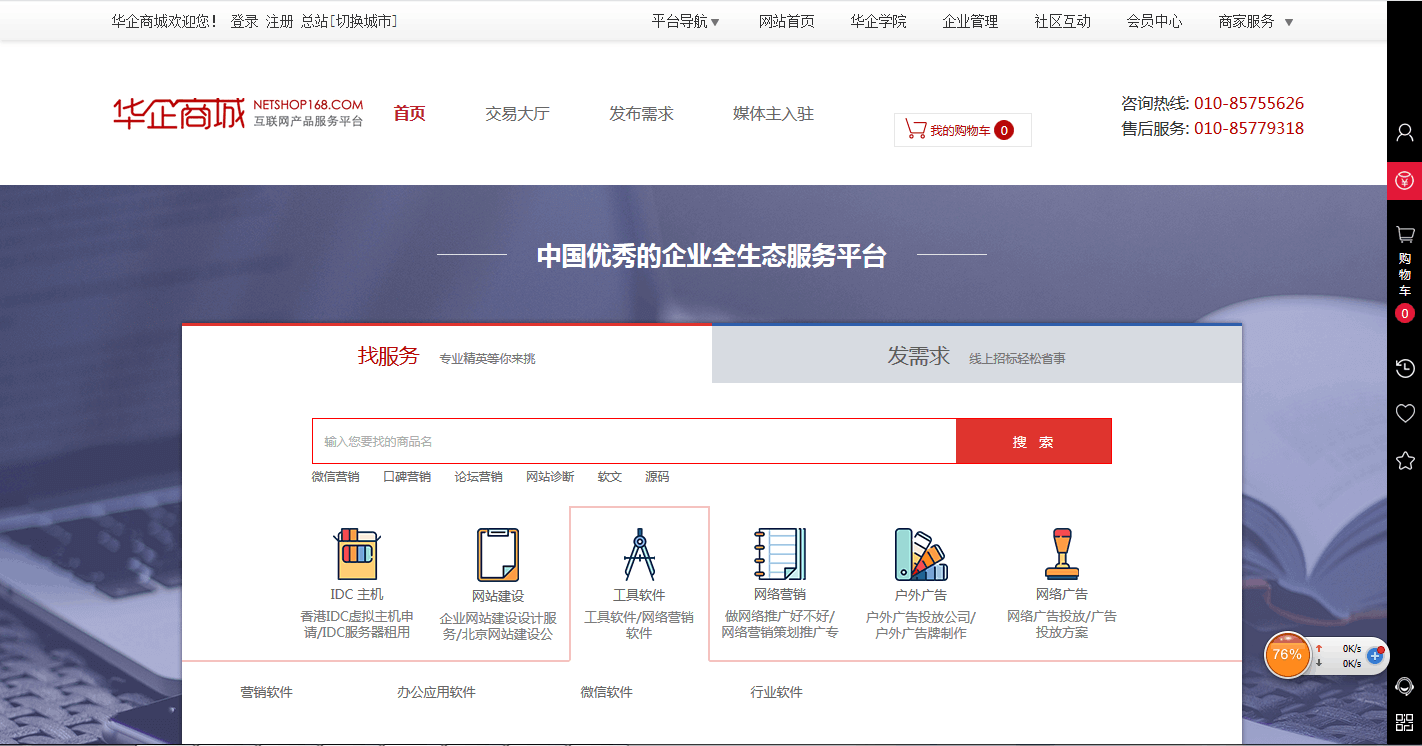 华企商城欢迎您! 登录 注册 总站[切换城市] 平台导航 网站首页 华企学院 企业管理 社区互动 会员中心 商家服务
华企商城 NETSHOP168.COM 互联网产品服务平台
首页 交易大厅 发布需求 媒体主入驻
我的购物车 0
咨询热线: 010-85755626
售后服务: 010-85779318
中国优秀的企业全生态服务平台
找服务 专业精英等你来挑
发需求 线上招标轻松省事
输入您要找的商品名 搜 索
微信营销 口碑营销 论坛营销 网站诊断 软文 源码
IDC 主机
香港IDC虚拟主机申
请/IDC服务器租用
网站建设
企业网站建设设计服
务/北京网站建设公
工具软件
工具软件/网络营销
软件
网络营销
做网络推广好不好/
网络营销策划推广专
户外广告
户外广告投放公司/
户外广告牌制作
网络广告
网络广告投放/广告
投放方案
营销软件 办公应用软件 微信软件 行业软件
购
物
车
0
76%
0K/s
0K/s